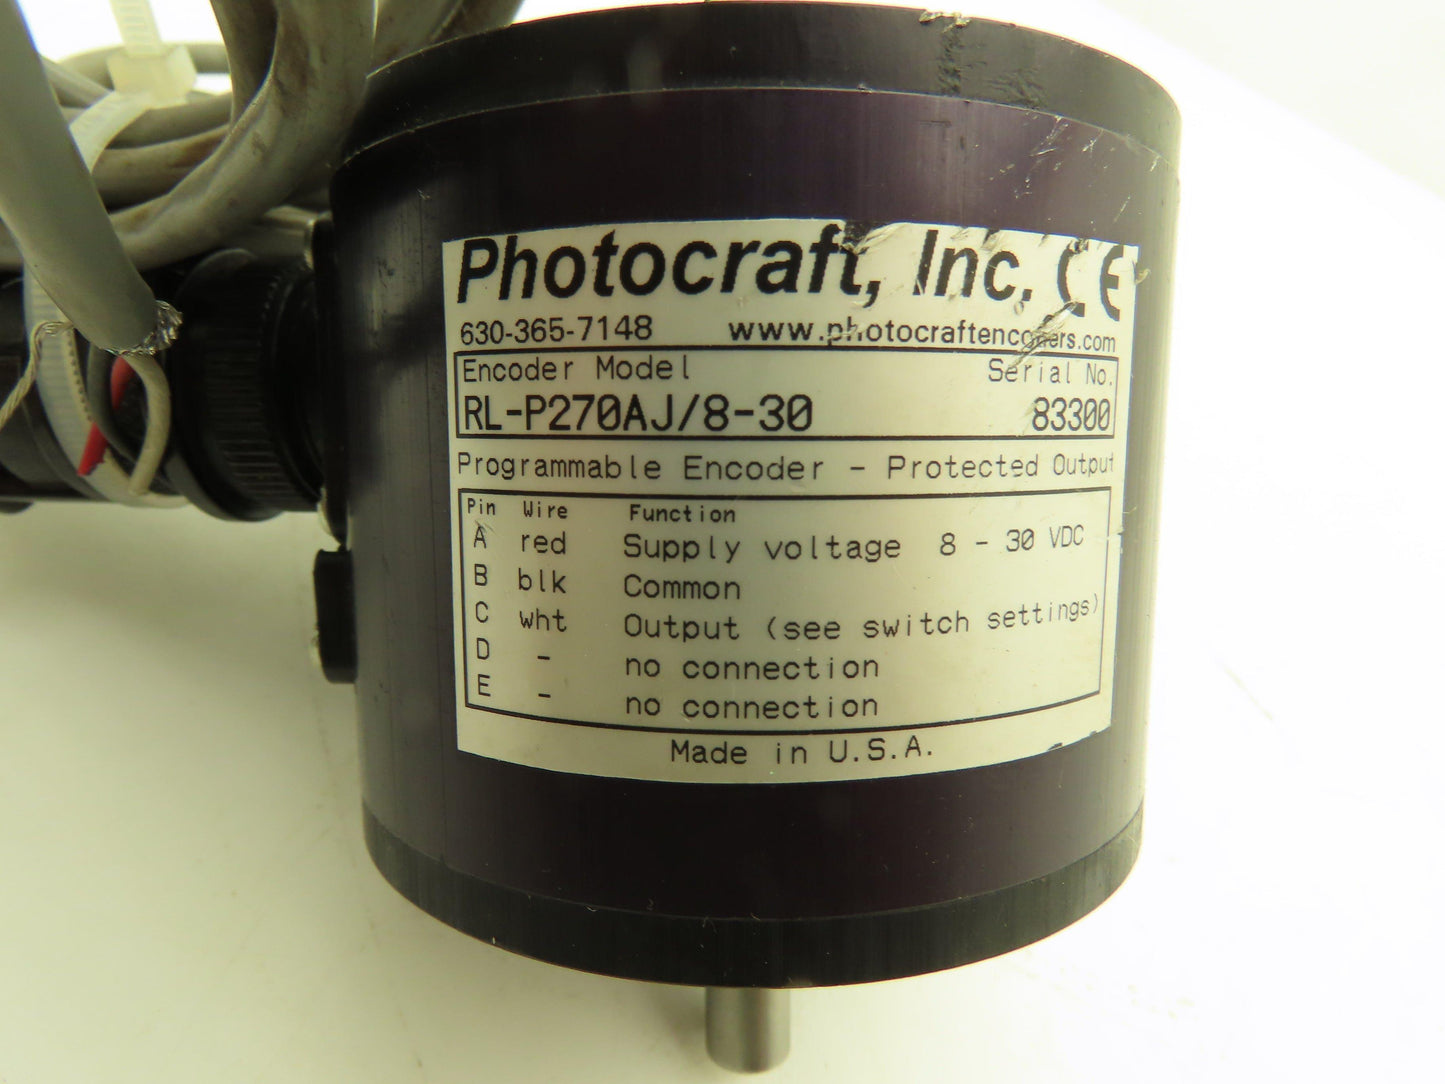 Photocraft, Inc. CE
630-365-7148 www.photocraftencoders.com
Encoder Model Serial No.
RL-P270AJ/8-30 83300
Programmable Encoder - Protected Output
Pin Wire Function
A red Supply voltage 8 - 30 VDC
B blk Common
C wht Output (see switch settings)
D - no connection
E - no connection
Made in U.S.A.